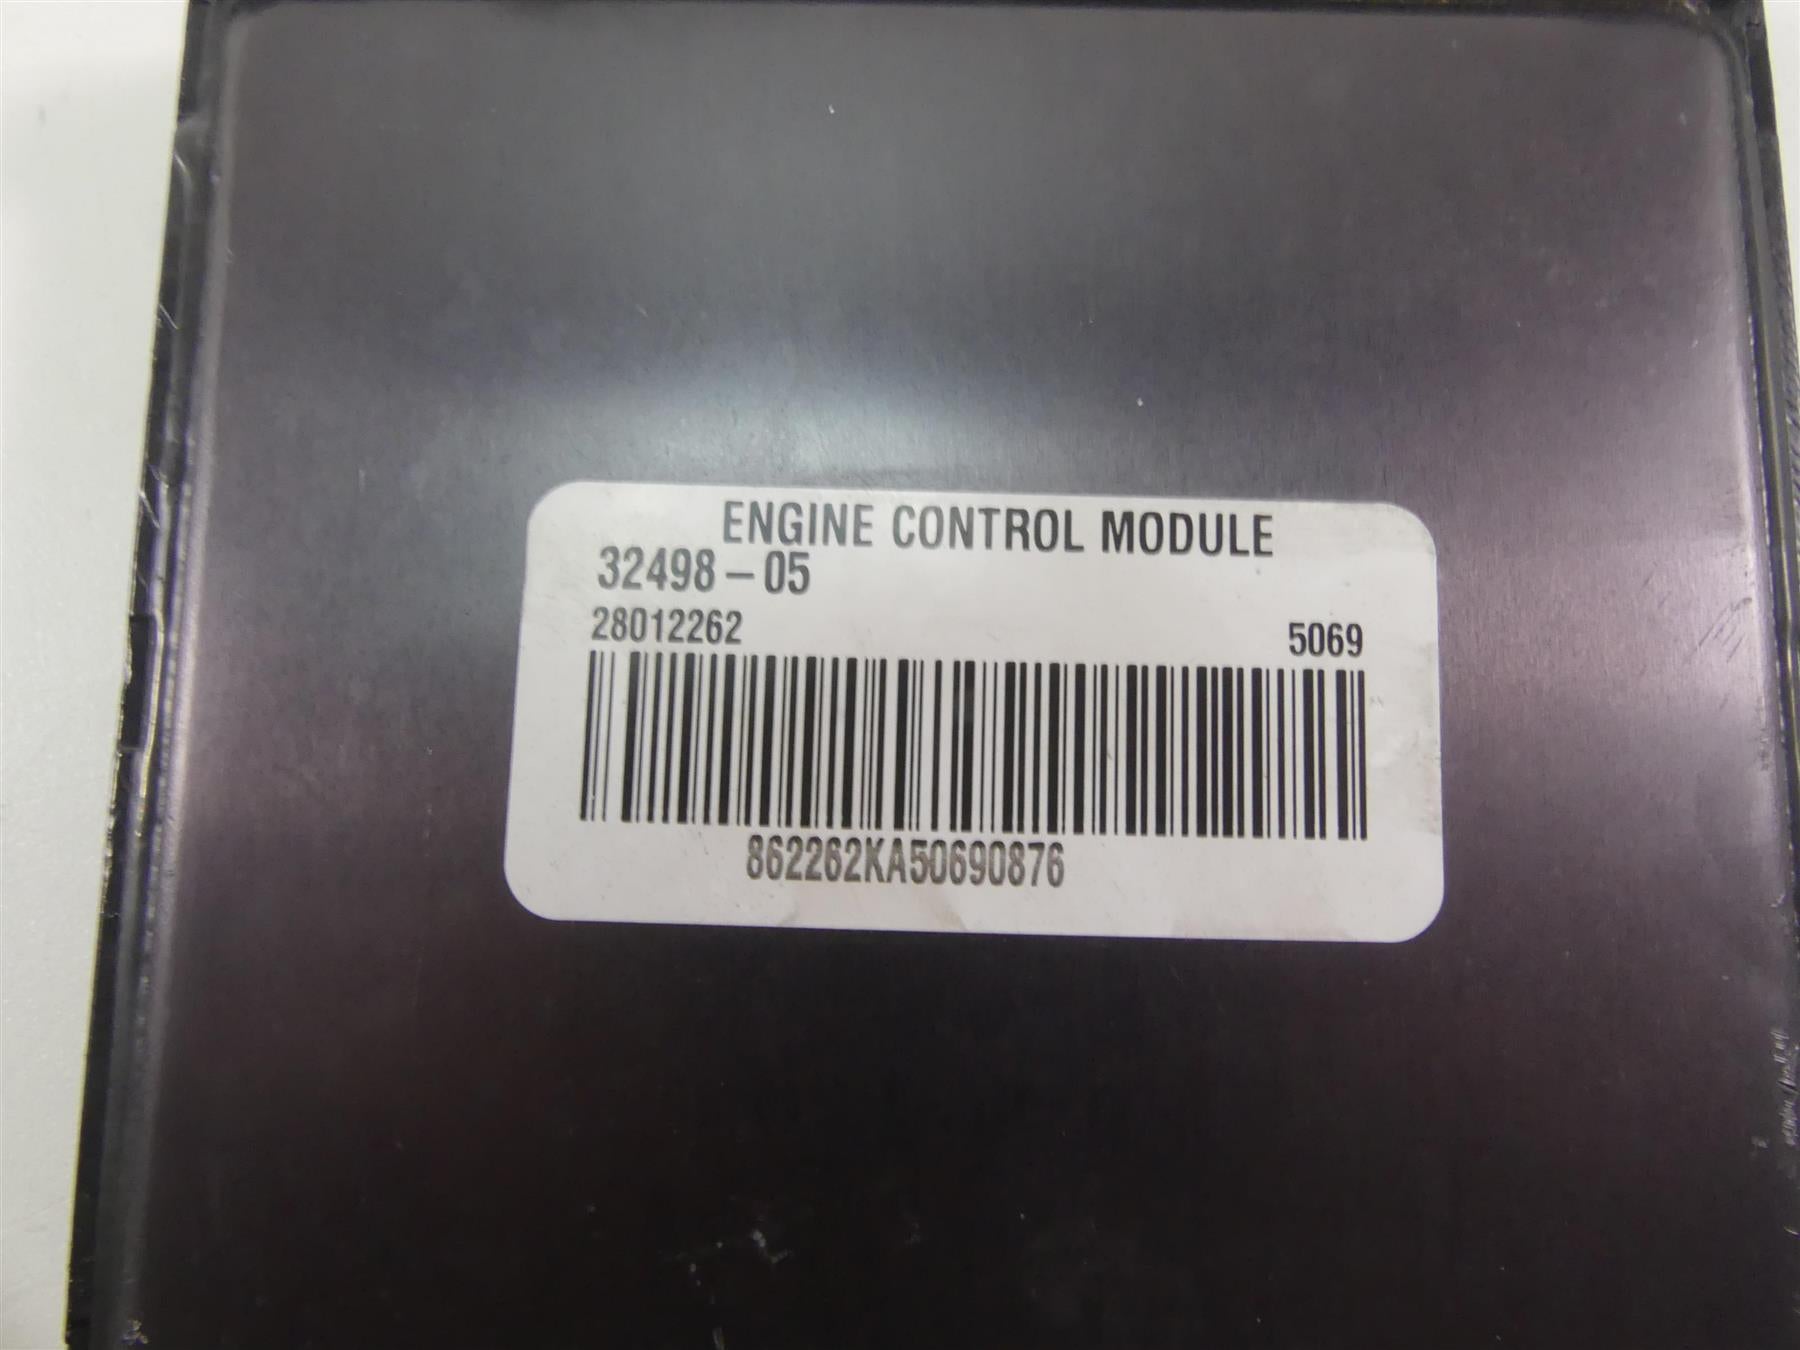 ENGINE CONTROL MODULE
32498-05
28012262 5069
862262KA50690876